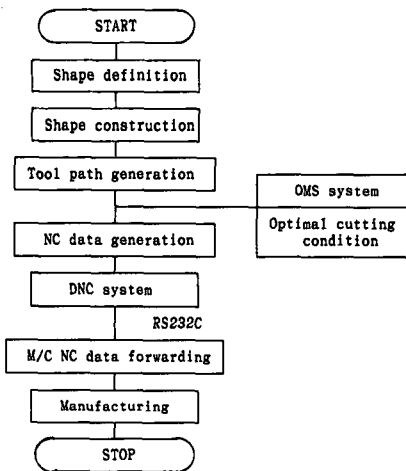 START
Shape definition
Shape construction
Tool path generation
OMS system
Optimal cutting
condition
NC data generation
DNC system
RS232C
M/C NC data forwarding
Manufacturing
STOP